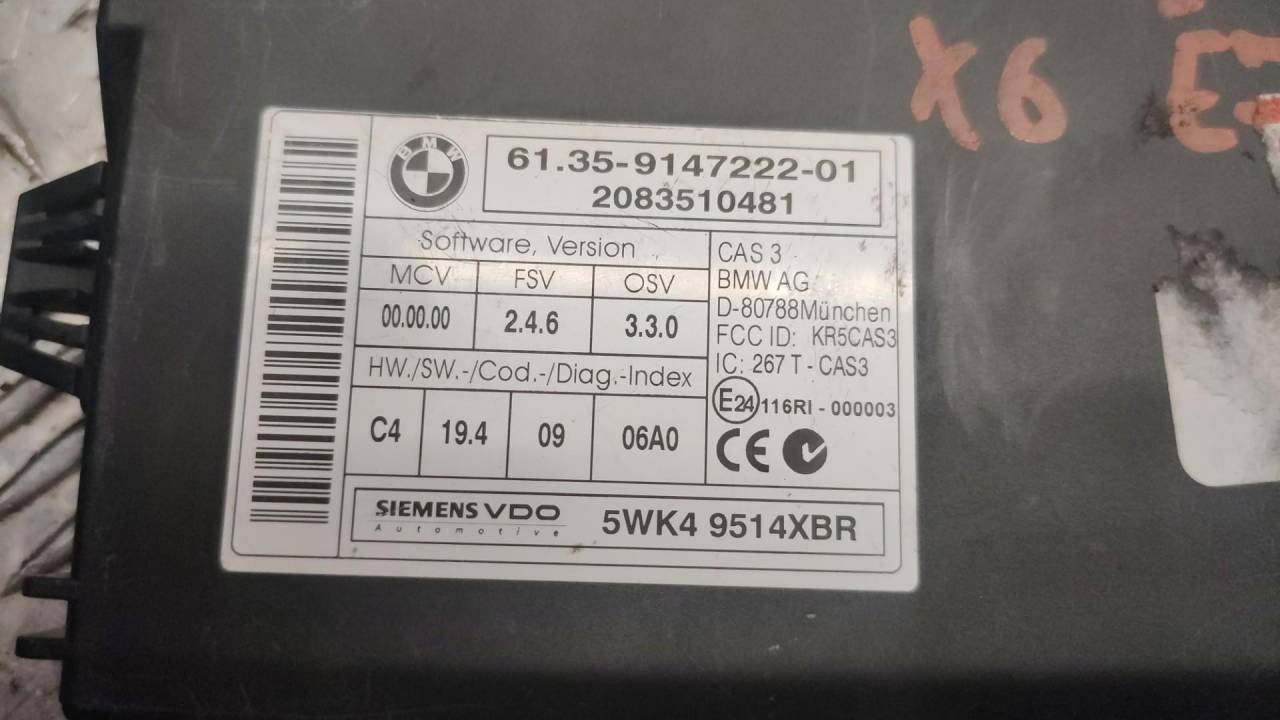 X6
BMW
61.35-9147222-01
2083510481
Software, Version
MCV FSV OSV
00.00.00 2.4.6 3.3.0
HW./SW.-/Cod.-/Diag.-Index
C4 19.4 09 06A0
CAS 3
BMW AG
D-80788München
FCC ID: KR5CAS3
IC: 267 T - CAS3
E24 116RI - 000003
CE
SIEMENS VDO
Automotive
5WK4 9514XBR